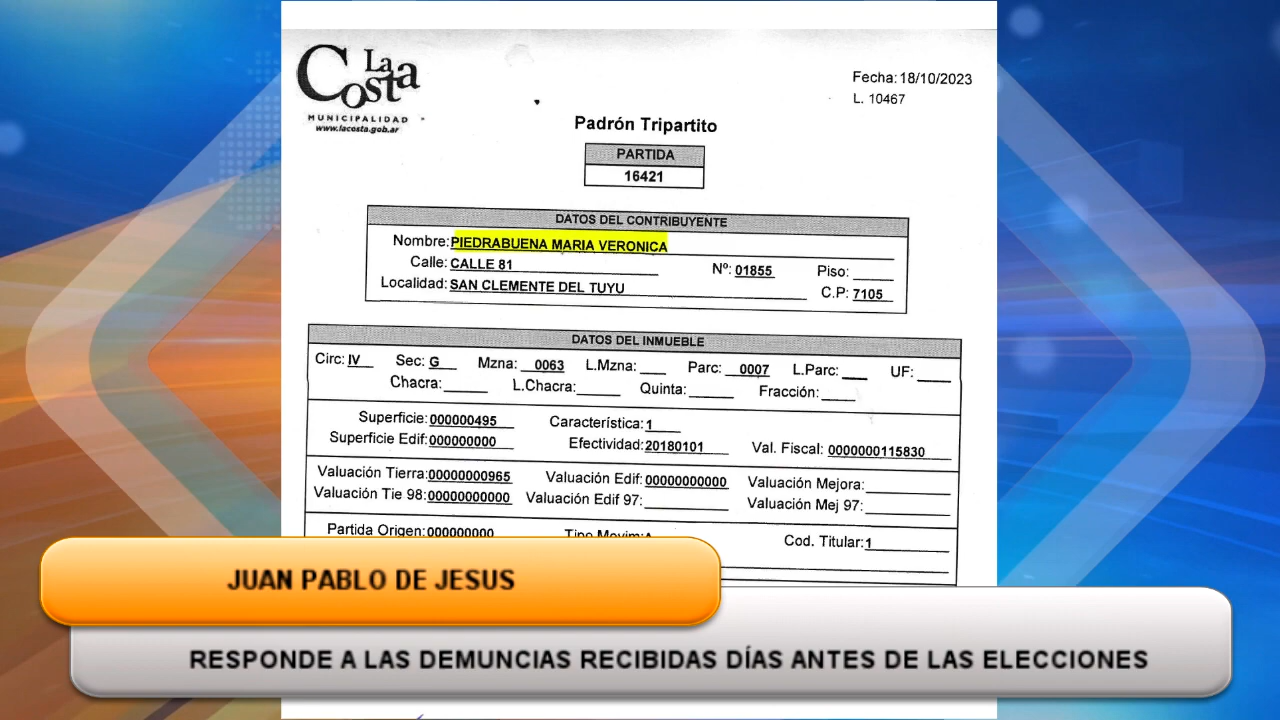 La
Costa
MUNICIPALIDAD
www.lacosta.gob.ar
Fecha: 18/10/2023
L. 10467
Padrón Tripartito
PARTIDA
16421
DATOS DEL CONTRIBUYENTE
Nombre: PIEDRABUENA MARIA VERONICA
Calle: CALLE 81 Nº: 01855 Piso:
Localidad: SAN CLEMENTE DEL TUYU C.P: 7105
DATOS DEL INMUEBLE
Circ: IV Sec: G Mzna: 0063 L.Mzna: Parc: 0007 L.Parc: UF:
Chacra: L.Chacra: Quinta: Fracción:
Superficie: 000000495 Característica: 1
Superficie Edif: 000000000 Efectividad: 20180101 Val. Fiscal: 0000000115830
Valuación Tierra: 00000000965 Valuación Edif: 00000000000 Valuación Mejora:
Valuación Tie 98: 00000000000 Valuación Edif 97: Valuación Mej 97:
Partida Origen: 000000000 Tipo Movim: Cod. Titular: 1
JUAN PABLO DE JESUS
RESPONDE A LAS DEMUNCIAS RECIBIDAS DÍAS ANTES DE LAS ELECCIONES